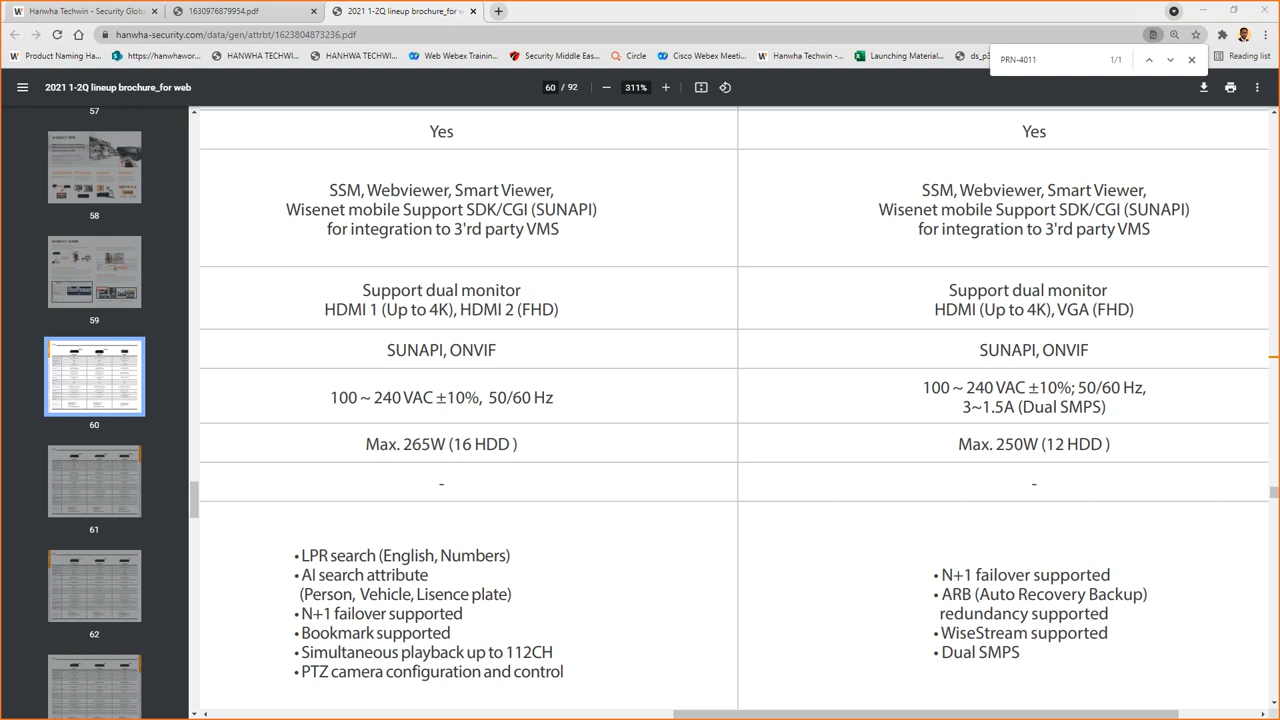 Hanwha Techwin - Security Glob
1630976879954.pdf
2021 1-2Q lineup brochure_for w
hanwha-security.com/data/gen/attrbt/1623804873236.pdf
Product Naming Ha...
https://hanwhawor...
HANWHA TECHWI...
HANHWA TECHWI...
Web Webex Training...
Security Middle Eas...
Circle
Cisco Webex Meeti...
Hanwha Techwin -...
Launching Material...
ds_p3
Reading list
PRN-4011
1/1
2021 1-2Q lineup brochure_for web
60 / 92
311%
57
58
59
60
61
62
Yes
Yes
SSM, Webviewer, Smart Viewer,
Wisenet mobile Support SDK/CGI (SUNAPI)
for integration to 3'rd party VMS
SSM, Webviewer, Smart Viewer,
Wisenet mobile Support SDK/CGI (SUNAPI)
for integration to 3'rd party VMS
Support dual monitor
HDMI 1 (Up to 4K), HDMI 2 (FHD)
Support dual monitor
HDMI (Up to 4K), VGA (FHD)
SUNAPI, ONVIF
SUNAPI, ONVIF
100 ~ 240 VAC ±10%, 50/60 Hz
100 ~ 240 VAC ±10%; 50/60 Hz,
3~1.5A (Dual SMPS)
Max. 265W (16 HDD )
Max. 250W (12 HDD )
-
-
• LPR search (English, Numbers)
• AI search attribute
(Person, Vehicle, Lisence plate)
• N+1 failover supported
• Bookmark supported
• Simultaneous playback up to 112CH
• PTZ camera configuration and control
• N+1 failover supported
• ARB (Auto Recovery Backup)
redundancy supported
• WiseStream supported
• Dual SMPS